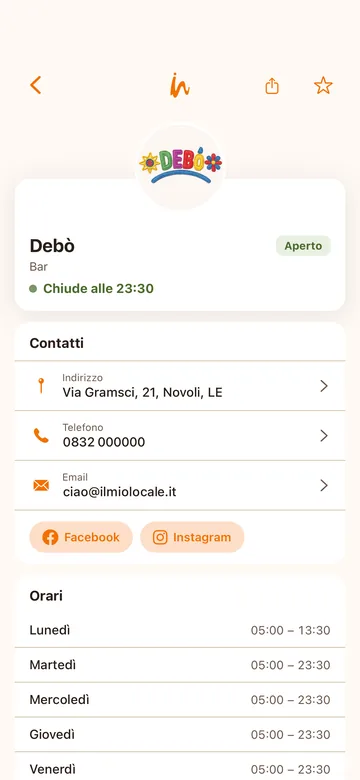 in
DEBÓ
Debò
Aperto
Bar
Chiude alle 23:30
Contatti
Indirizzo
Via Gramsci, 21, Novoli, LE
Telefono
0832 000000
Email
ciao@ilmiolocale.it
Facebook
Instagram
Orari
Lunedì
05:00 – 13:30
Martedì
05:00 – 23:30
Mercoledì
05:00 – 23:30
Giovedì
05:00 – 23:30
Venerdì
05:00 – 23:30